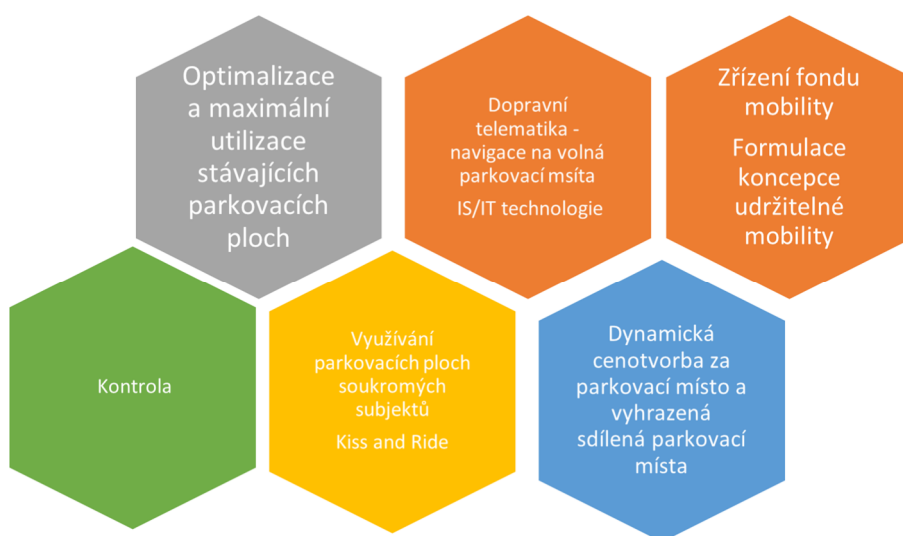 Optimalizace
a maximální
utilizace
stávajících
parkovacích
ploch
Dopravní
telematika -
navigace na volná
parkovací msíta
IS/IT technologie
Zřízení fondu
mobility
Formulace
koncepce
udržitelné
mobility
Kontrola
Využívání
parkovacích ploch
soukromých
subjektů
Kiss and Ride
Dynamická
cenotvorba za
parkovací místo a
vyhrazená
sdílená parkovací
místa